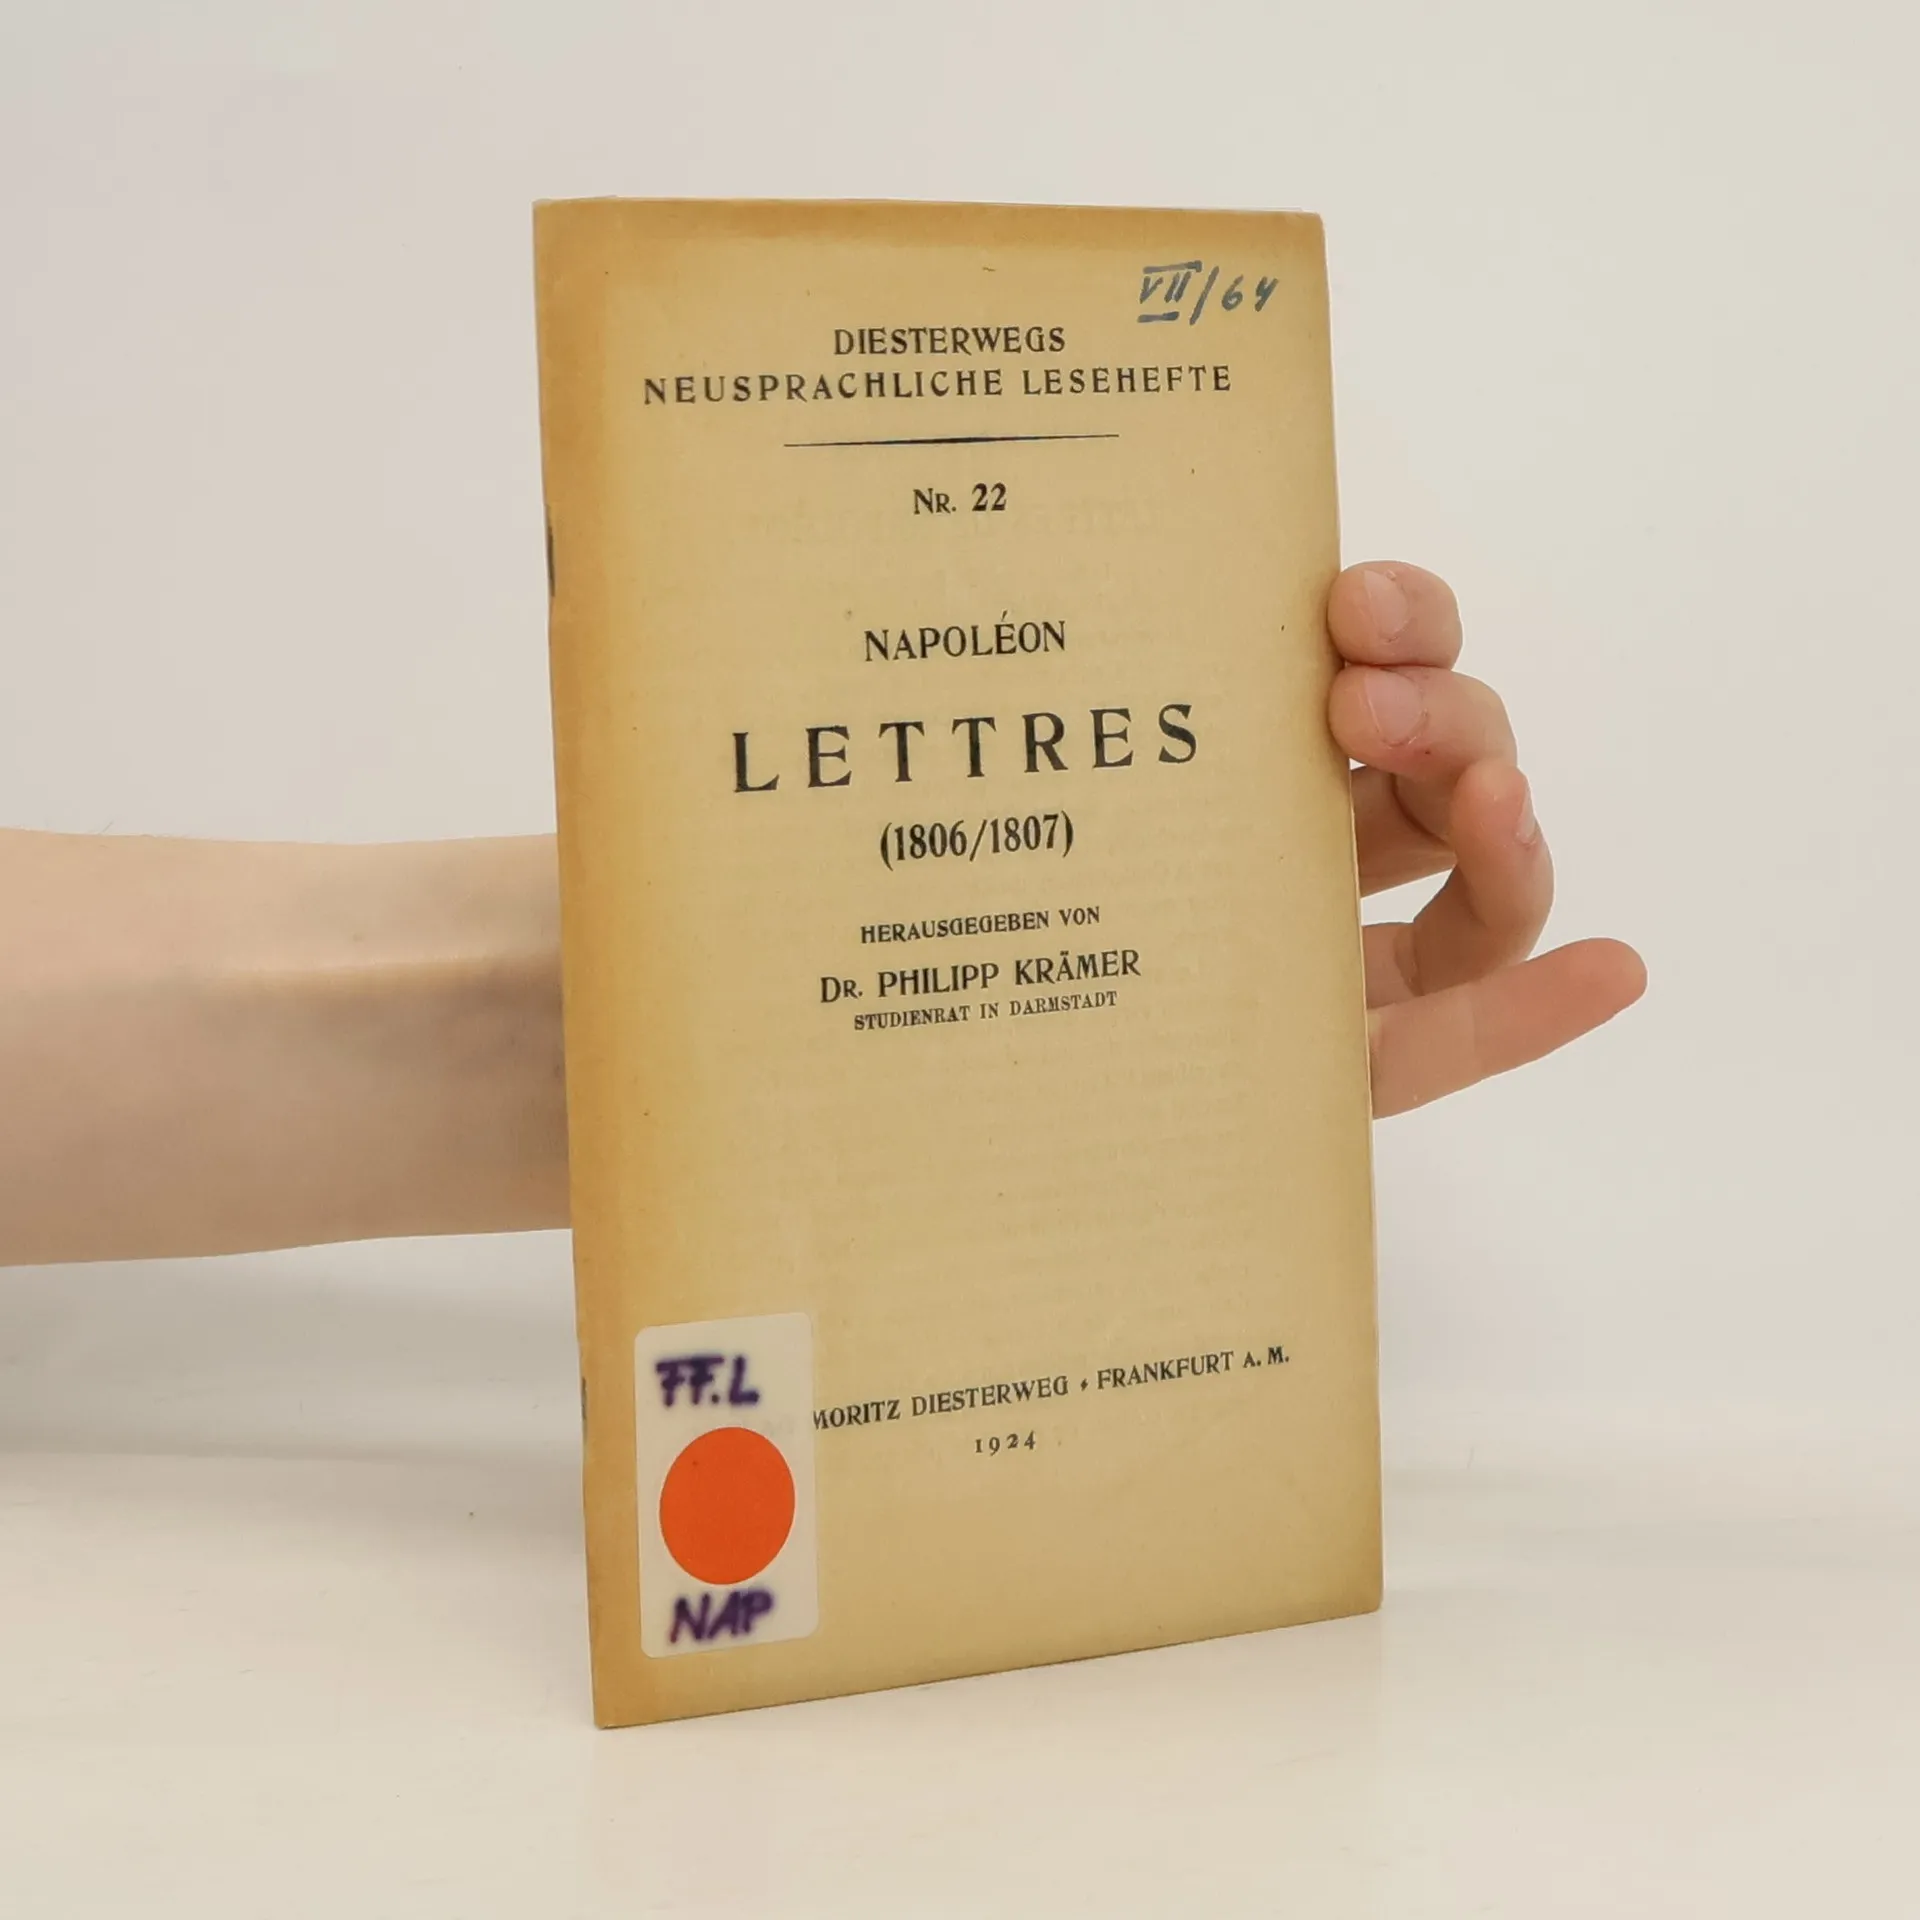 VII/64
DIESTERWEGS
NEUSPRACHLICHE LESEHEFTE
NR. 22
NAPOLÉON
LETTRES
(1806/1807)
HERAUSGEGEBEN VON
DR. PHILIPP KRÄMER
STUDIENRAT IN DARMSTADT
MORITZ DIESTERWEG · FRANKFURT A. M.
1924
FF.L
NAP